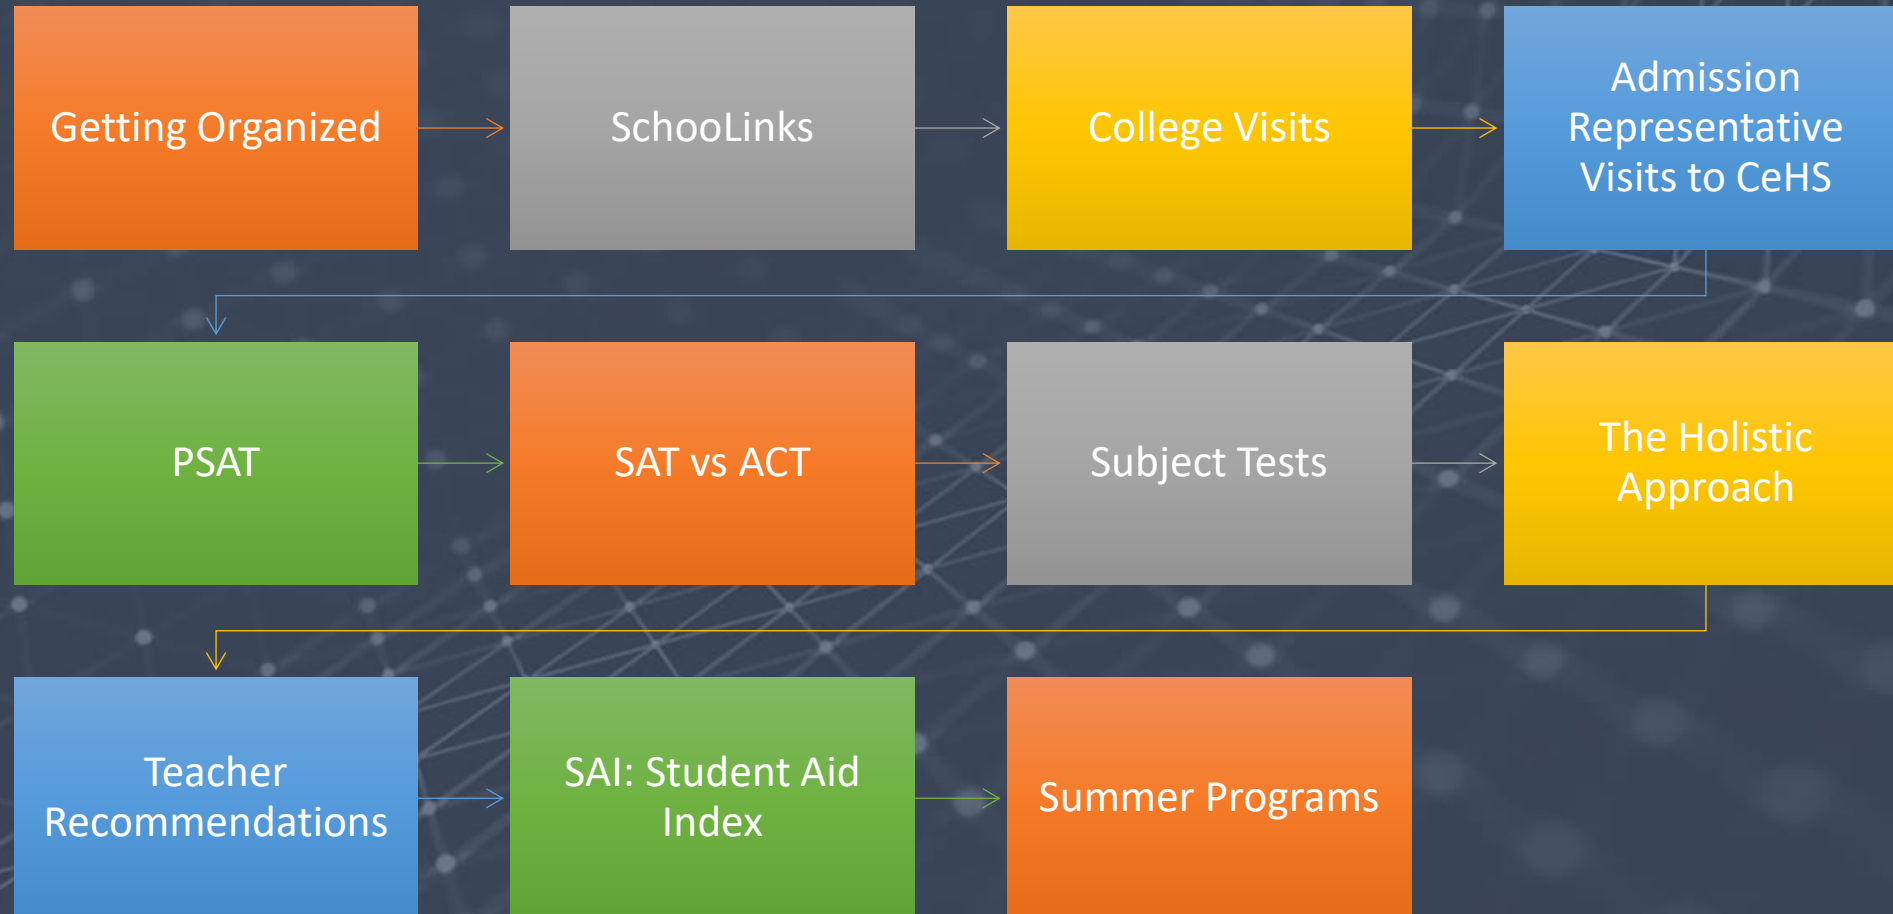 Getting Organized
SchooLinks
College Visits
Admission
Representative
Visits to CeHS
PSAT
SAT vs ACT
Subject Tests
The Holistic
Approach
Teacher
Recommendations
SAI: Student Aid
Index
Summer Programs